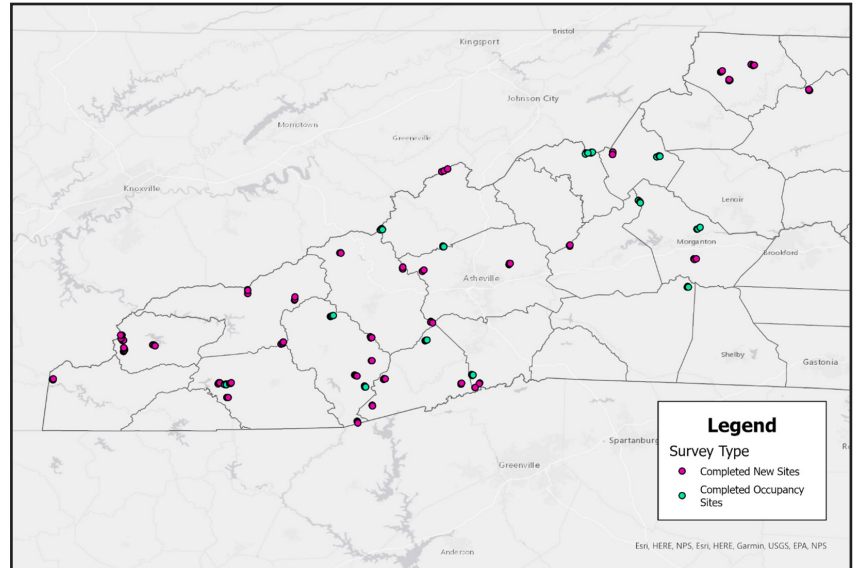 Bristol
Kingsport
Johnson City
Morristown
Greeneville
Knoxville
Lenoir
Morganton
Brookford
Asheville
Shelby
Gastonia
Legend
Survey Type
Completed New Sites
Completed Occupancy
Sites
Spartanburg
Greenville
Anderson
Esri, HERE, NPS, Esri, HERE, Garmin, USGS, EPA, NPS